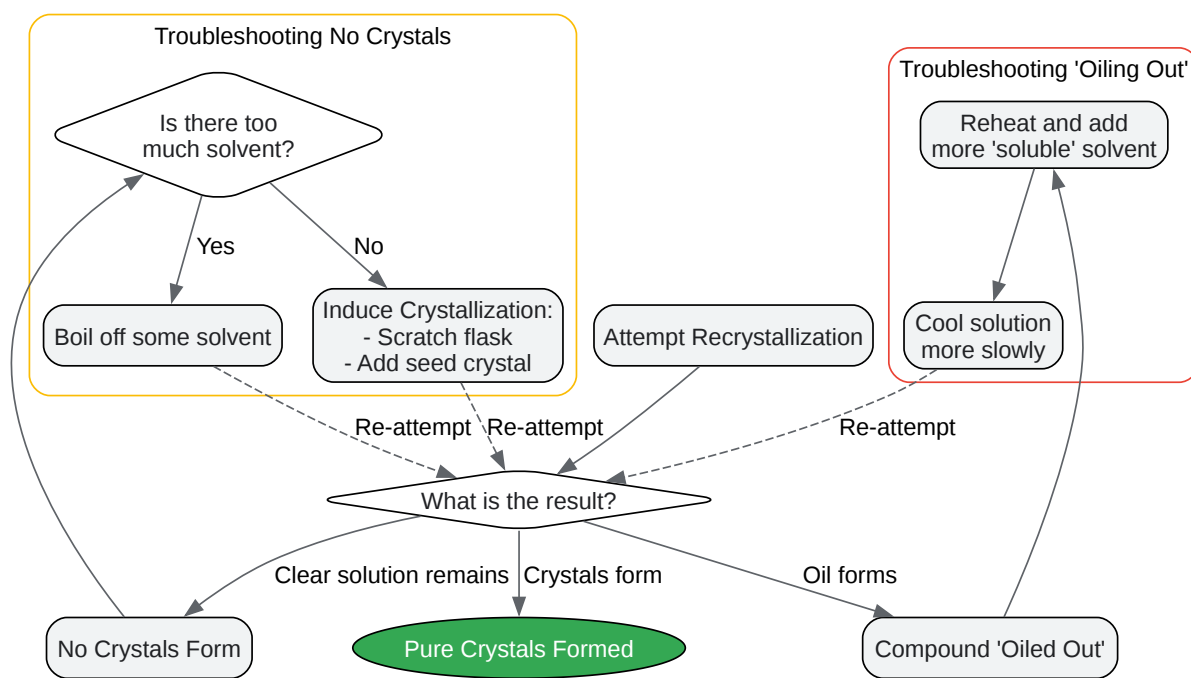 Troubleshooting No Crystals
Is there too
much solvent?
Yes
No
Boil off some solvent
Induce Crystallization:
- Scratch flask
- Add seed crystal
Attempt Recrystallization
Troubleshooting 'Oiling Out'
Reheat and add
more 'soluble' solvent
Cool solution
more slowly
Re-attempt
Re-attempt
Re-attempt
What is the result?
Clear solution remains
Crystals form
Oil forms
No Crystals Form
Pure Crystals Formed
Compound 'Oiled Out'